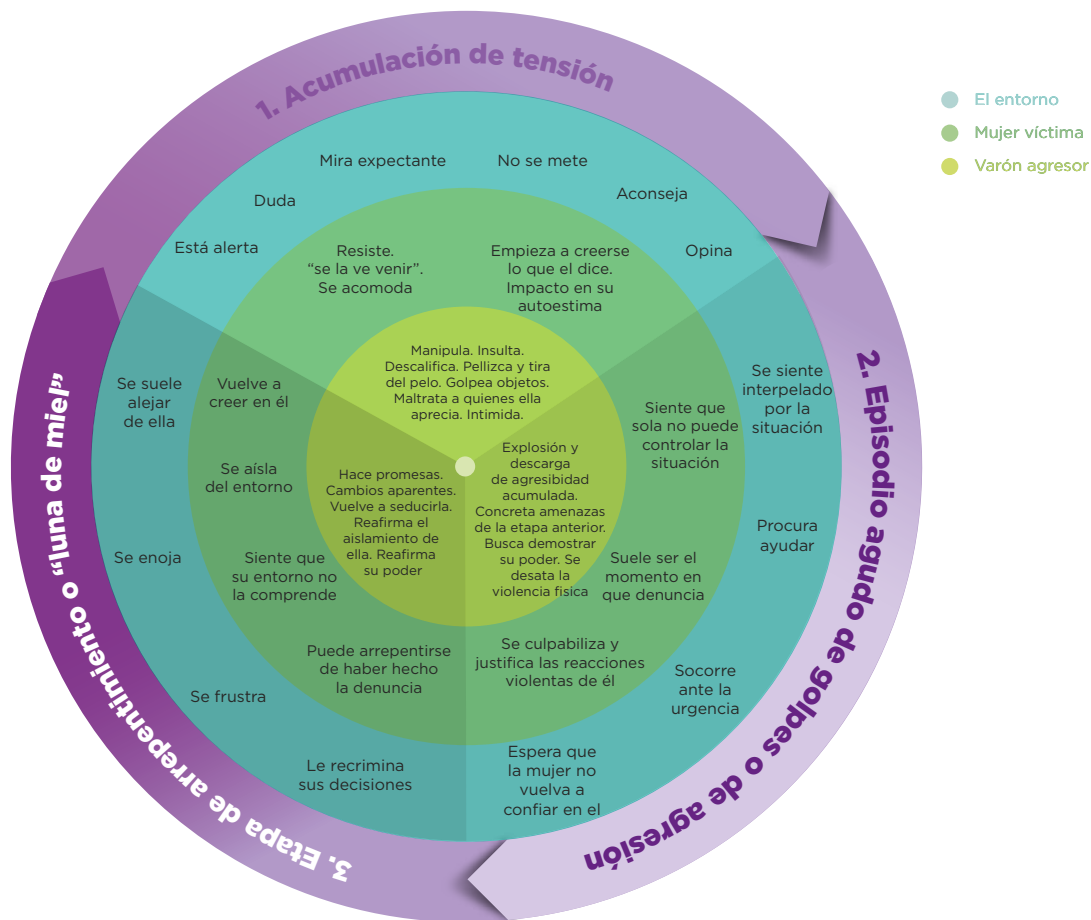 1. Acumulación de tensión
El entorno
Mujer víctima
Varón agresor
Mira expectante
No se mete
Duda
Aconseja
Está alerta
Opina
Resiste.
“se la ve venir”.
Se acomoda
Empieza a creerse
lo que el dice.
Impacto en su
autoestima
Manipula. Insulta.
Descalifica. Pellizca y tira
del pelo. Golpea objetos.
Maltrata a quienes ella
aprecia. Intimida.
2. Episodio agudo de golpes o de agresión
Se siente
interpelado
por la
situación
Procura
ayudar
Socorre
ante la
urgencia
Espera que
la mujer no
vuelva a
confiar en el
Siente que
sola no puede
controlar la
situación
Suele ser el
momento en
que denuncia
Se culpabiliza y
justifica las reacciones
violentas de él
Explosión y
descarga
de agresibidad
acumulada.
Concreta amenazas
de la etapa anterior.
Busca demostrar
su poder. Se
desata la
violencia fisica
3. Etapa de arrepentimiento o “luna de miel”
Se suele
alejar
de ella
Se enoja
Se frustra
Le recrimina
sus decisiones
Vuelve a
creer en él
Se aísla
del entorno
Siente que
su entorno no
la comprende
Puede arrepentirse
de haber hecho
la denuncia
Hace promesas.
Cambios aparentes.
Vuelve a seducirla.
Reafirma el
aislamiento de
ella. Reafirma
su poder